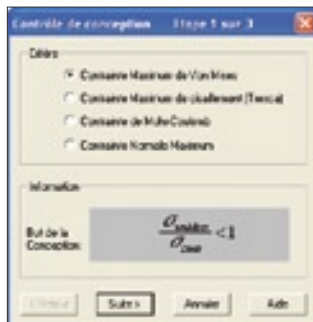 Contrôle de conception Etape 1 sur 3
Critère
Contrainte Maximum de Von Mises
Contrainte Maximum de cisaillement (Tresca)
Contrainte de Mohr-Coulomb
Contrainte Normale Maximum
Information
But de la
Conception:
< 1
Suite >
Annuler
Aide